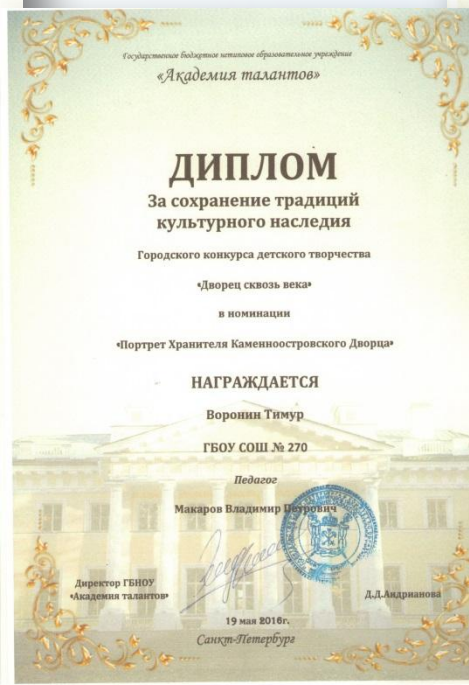 Государственное бюджетное нетиповое образовательное учреждение
«Академия талантов»
ДИПЛОМ
За сохранение традиций
культурного наследия
Городского конкурса детского творчества
«Дворец сквозь века»
в номинации
«Портрет Хранителя Каменноостровского Дворца»
НАГРАЖДАЕТСЯ
Воронин Тимур
ГБОУ СОШ № 270
Педагог
Макаров Владимир Петрович
Директор ГБНОУ
«Академия талантов»
Д.Д.Андрианова
19 мая 2016г.
Санкт-Петербург